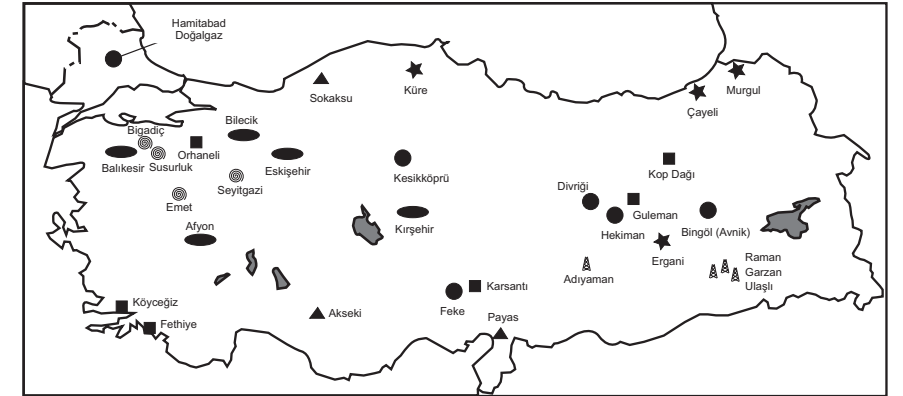 Hamitabad
Doğalgaz
Sokaksu
Küre
Murgul
Çayeli
Bilecik
Bigadiç
Orhaneli
Balıkesir
Susurluk
Eskişehir
Seyitgazi
Kesikköprü
Kop Dağı
Emet
Divriği
Guleman
Hekiman
Bingöl (Avnik)
Afyon
Kırşehir
Ergani
Raman
Garzan
Ulaşlı
Adıyaman
Karsantı
Feke
Köyceğiz
Fethiye
Akseki
Payas